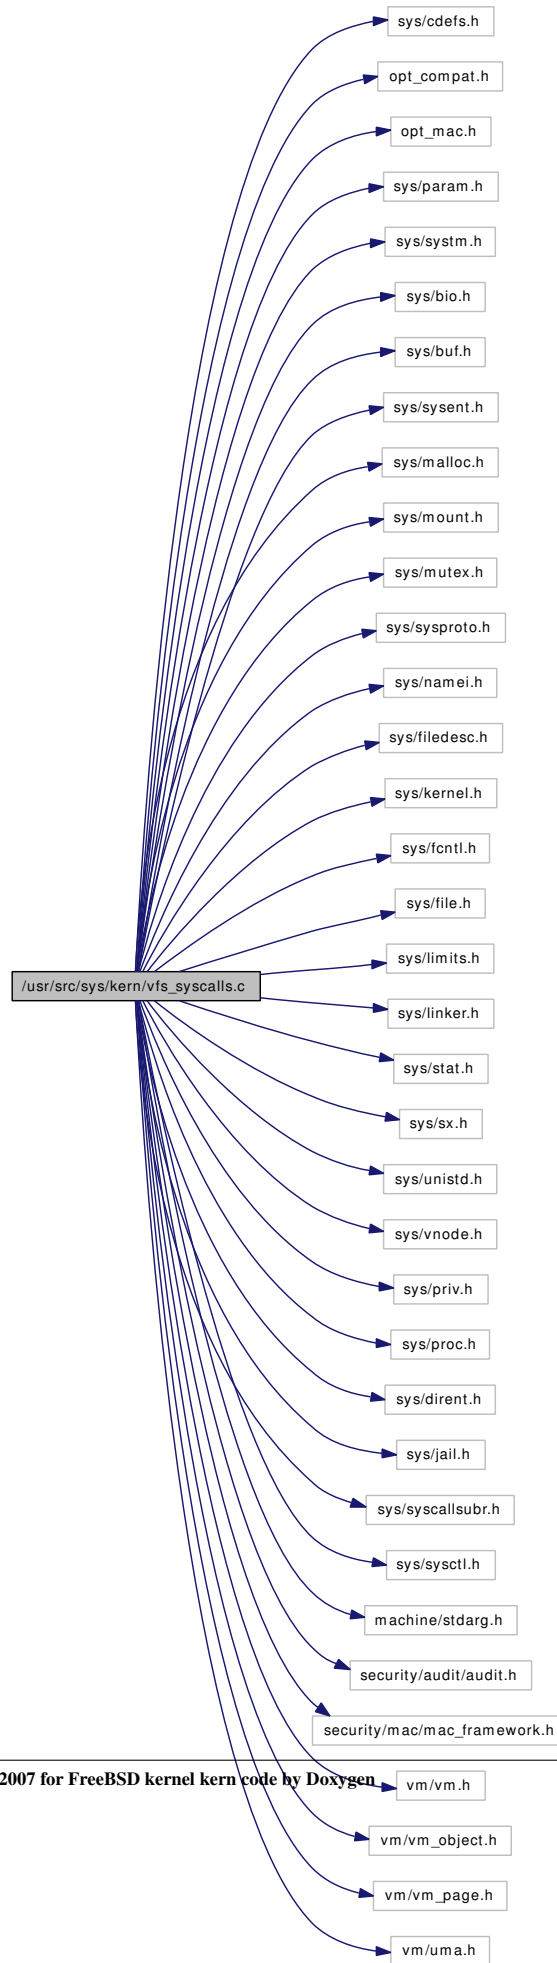 sys/cdefs.h
opt_compat.h
opt_mac.h
sys/param.h
sys/systm.h
sys/bio.h
sys/buf.h
sys/sysent.h
sys/malloc.h
sys/mount.h
sys/mutex.h
sys/sysproto.h
sys/namei.h
sys/filedesc.h
sys/kernel.h
sys/fcntl.h
sys/file.h
sys/limits.h
/usr/src/sys/kern/vfs_syscalls.c
sys/linker.h
sys/stat.h
sys/sx.h
sys/unistd.h
sys/vnode.h
sys/priv.h
sys/proc.h
sys/dirent.h
sys/jail.h
sys/syscallsubr.h
sys/sysctl.h
machine/stdarg.h
security/audit/audit.h
security/mac/mac_framework.h
2007 for FreeBSD kernel kern code by Doxygen
vm/vm.h
vm/vm_object.h
vm/vm_page.h
vm/uma.h